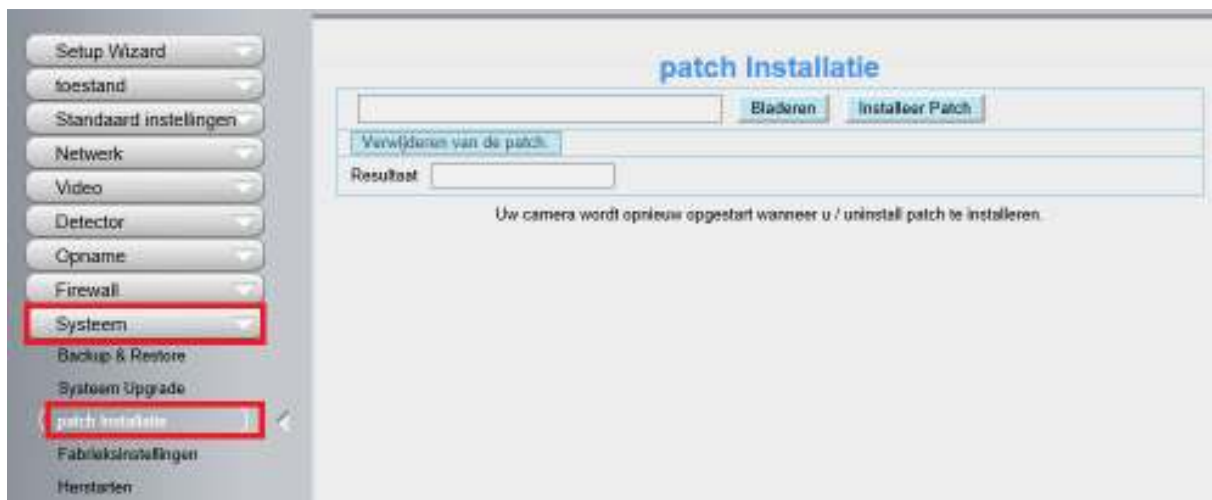 Setup Wizard
toestand
Standaard instellingen
Netwerk
Video
Detector
Opname
Firewall
Systeem
Backup & Restore
Systeem Upgrade
patch Installatie
Fabrieksinstellingen
Herstarten
patch Installatie
Bladeren Installeer Patch
Verwijderen van de patch.
Resultaat
Uw camera wordt opnieuw opgestart wanneer u / uninstall patch te installeren.